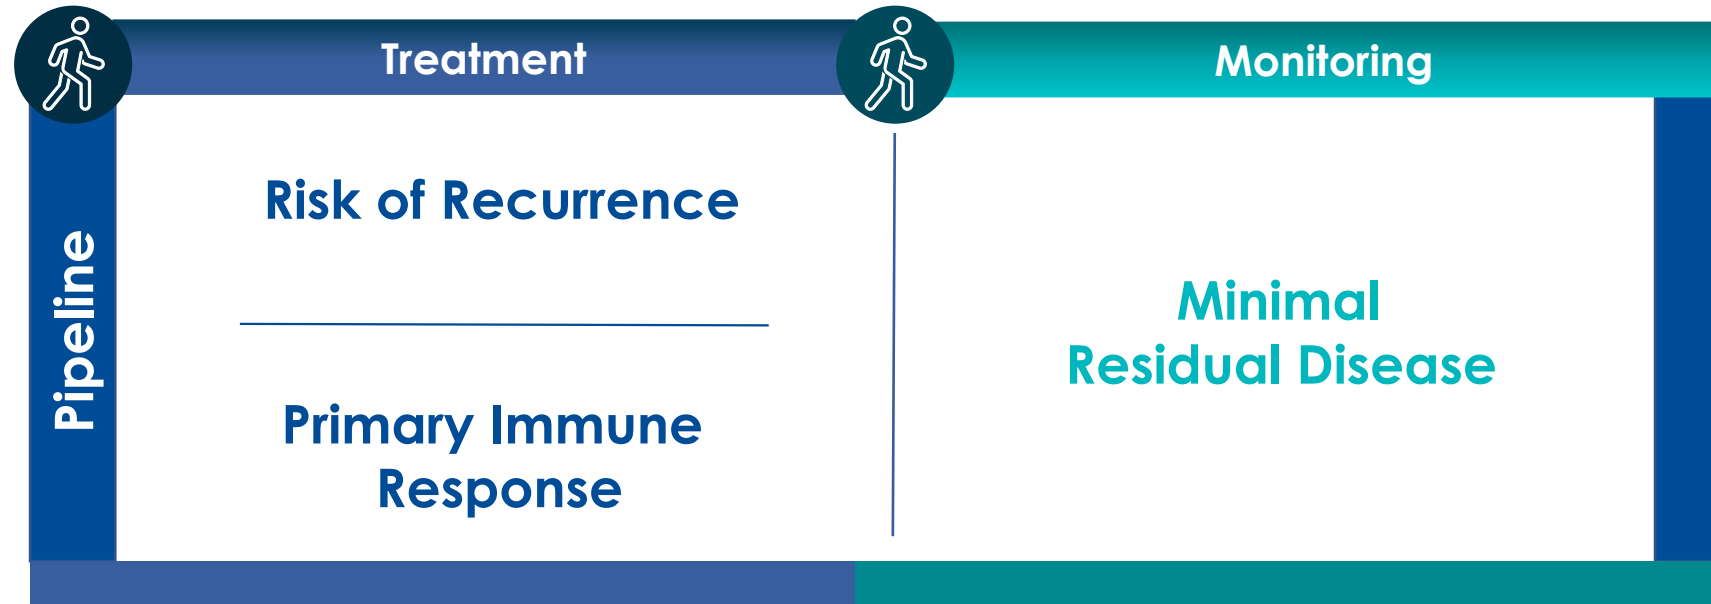 Treatment
Monitoring
Pipeline
Risk of Recurrence
Primary Immune
Response
Minimal
Residual Disease